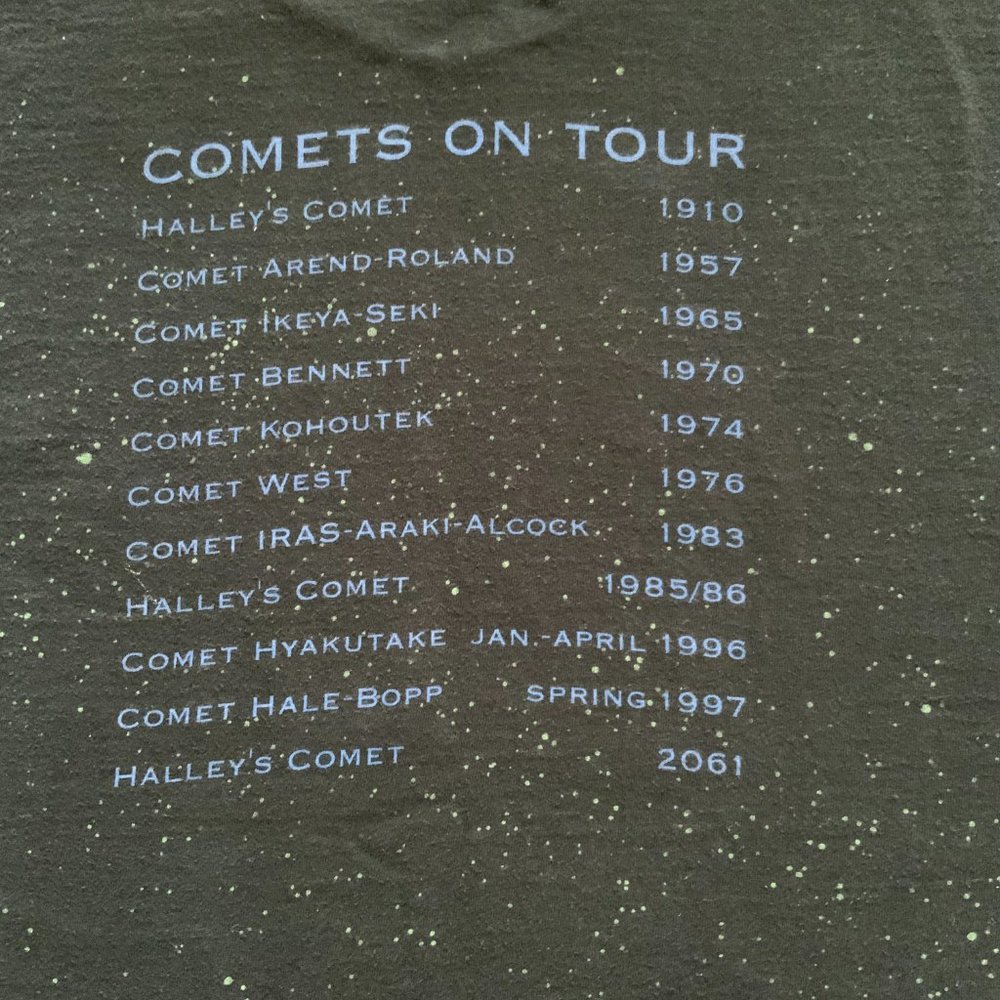 COMETS ON TOUR
HALLEY'S COMET 1910
COMET AREND-ROLAND 1957
COMET IKEYA-SEKI 1965
COMET BENNETT 1970
COMET KOHOUTEK 1974
COMET WEST 1976
COMET IRAS-ARAKI-ALCOCK 1983
HALLEY'S COMET 1985/86
COMET HYAKUTAKE JAN.-APRIL 1996
COMET HALE-BOPP SPRING 1997
HALLEY'S COMET 2061